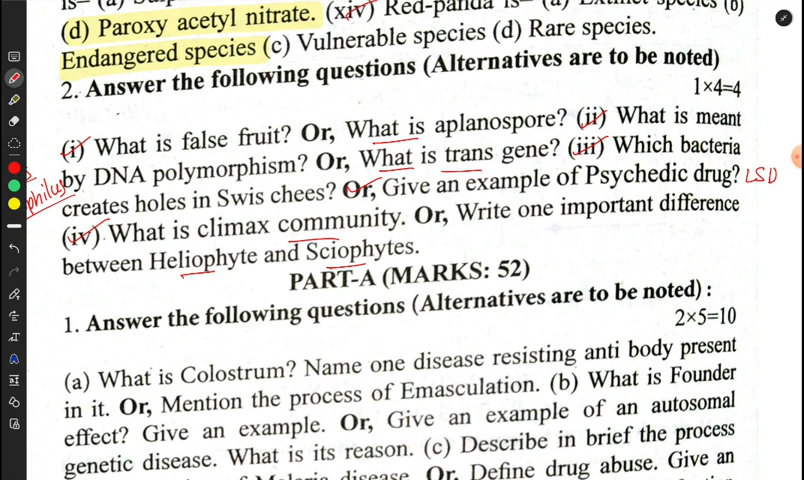 is– (a)
(d) Paroxy acetyl nitrate. (xiv) Red-panda is– (a) Extinct species (b)
Endangered species (c) Vulnerable species (d) Rare species.
2. Answer the following questions (Alternatives are to be noted)
1×4=4
(i) What is false fruit? Or, What is aplanospore? (ii) What is meant
by DNA polymorphism? Or, What is trans gene? (iii) Which bacteria
creates holes in Swis chees? Or, Give an example of Psychedic drug? LSD
philus
(iv) What is climax community. Or, Write one important difference
between Heliophyte and Sciophytes.
PART-A (MARKS: 52)
1. Answer the following questions (Alternatives are to be noted) :
2×5=10
(a) What is Colostrum? Name one disease resisting anti body present
in it. Or, Mention the process of Emasculation. (b) What is Founder
effect? Give an example. Or, Give an example of an autosomal
genetic disease. What is its reason. (c) Describe in brief the process
of Malaria disease. Or, Define drug abuse. Give an